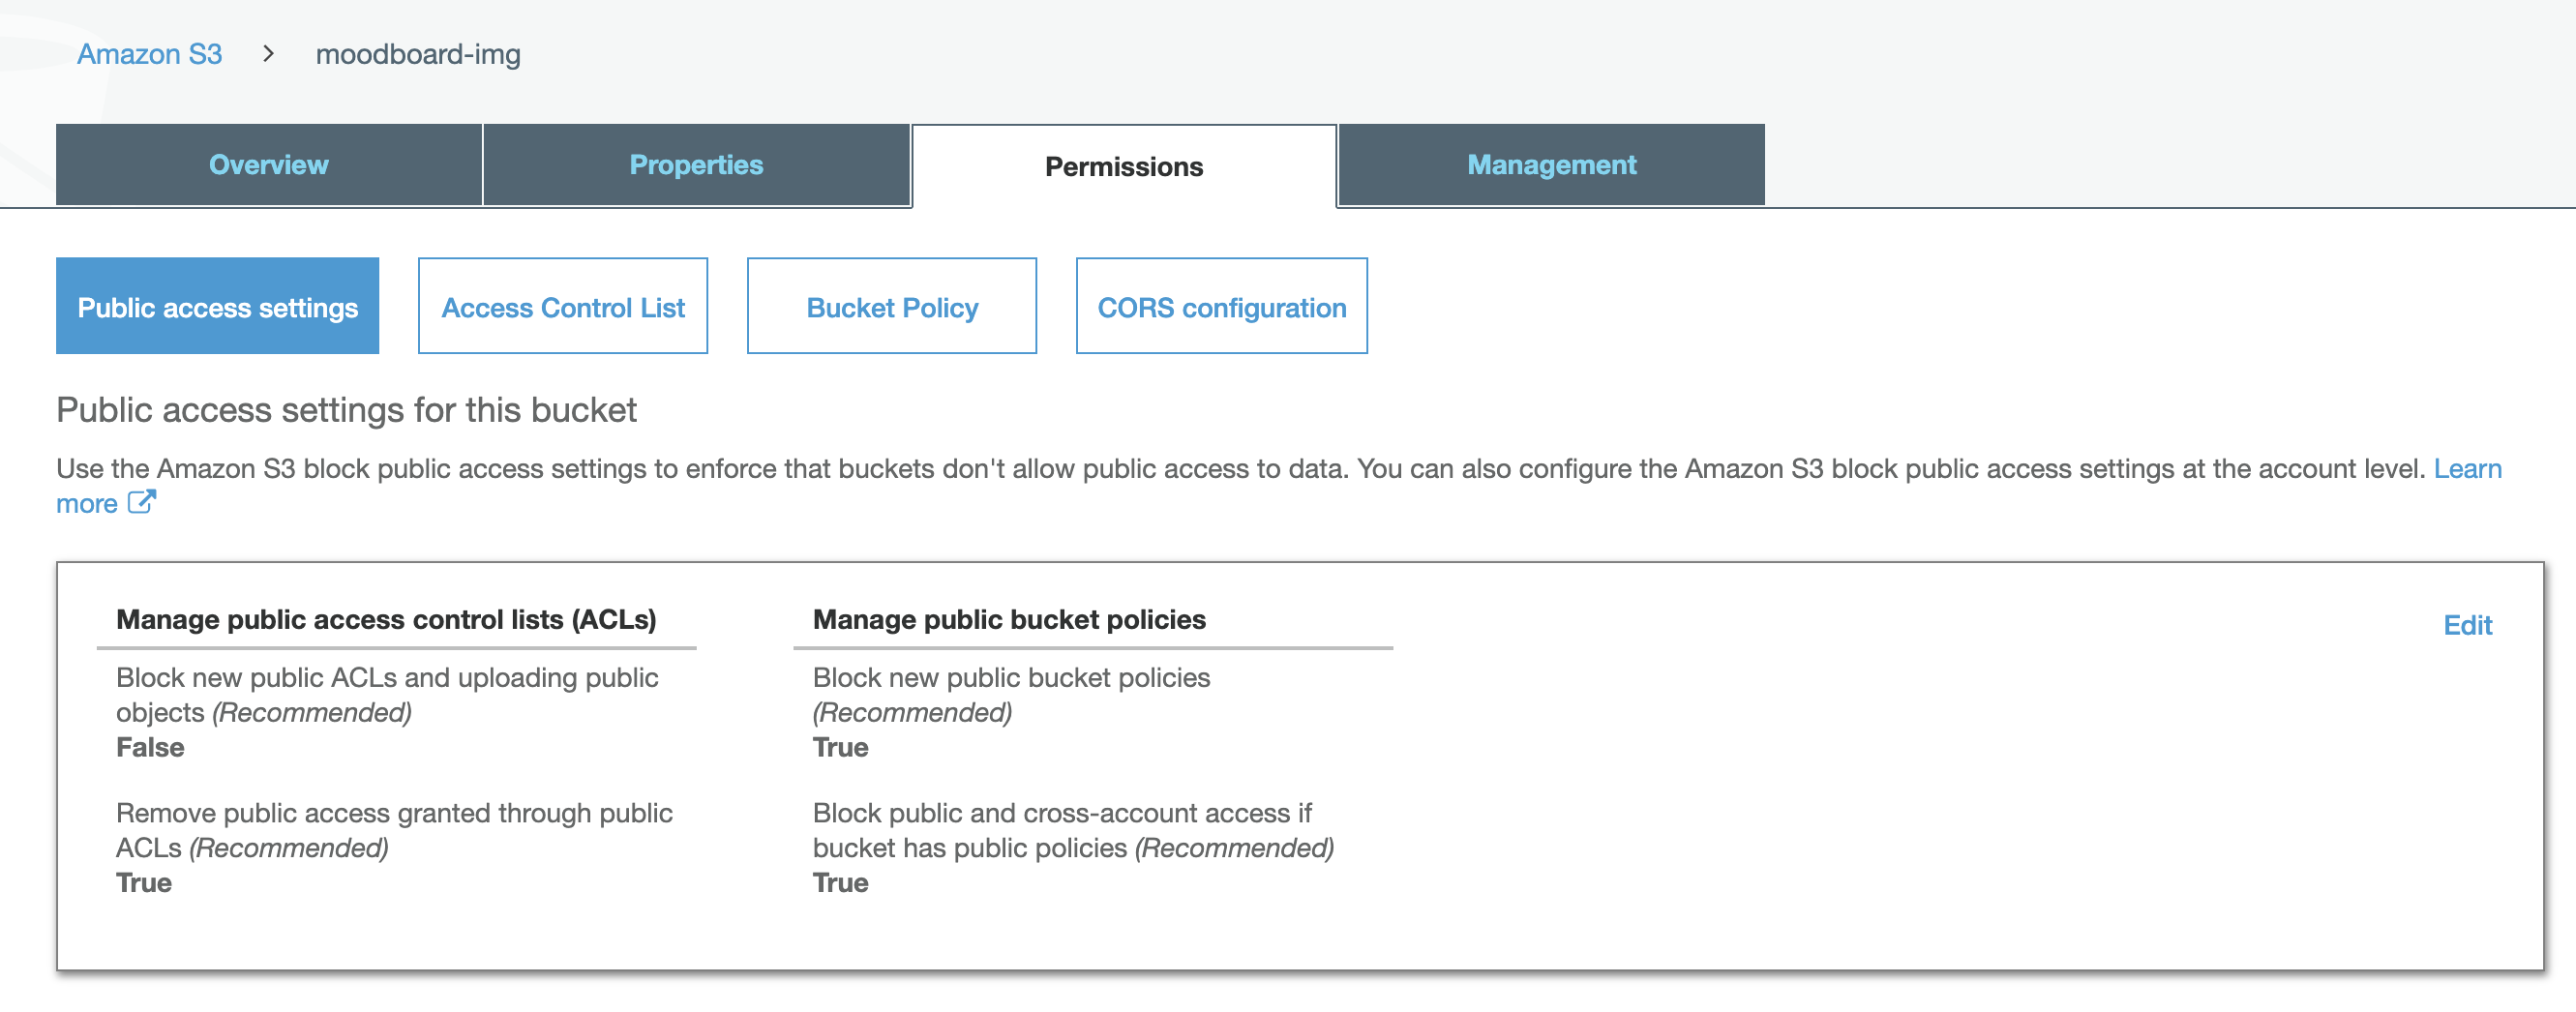 Amazon S3 > moodboard-img
Overview Properties Permissions Management
Public access settings Access Control List Bucket Policy CORS configuration
Public access settings for this bucket
Use the Amazon S3 block public access settings to enforce that buckets don't allow public access to data. You can also configure the Amazon S3 block public access settings at the account level. Learn
more
Manage public access control lists (ACLs)
Block new public ACLs and uploading public
objects (Recommended)
False
Remove public access granted through public
ACLs (Recommended)
True
Manage public bucket policies
Block new public bucket policies
(Recommended)
True
Block public and cross-account access if
bucket has public policies (Recommended)
True
Edit